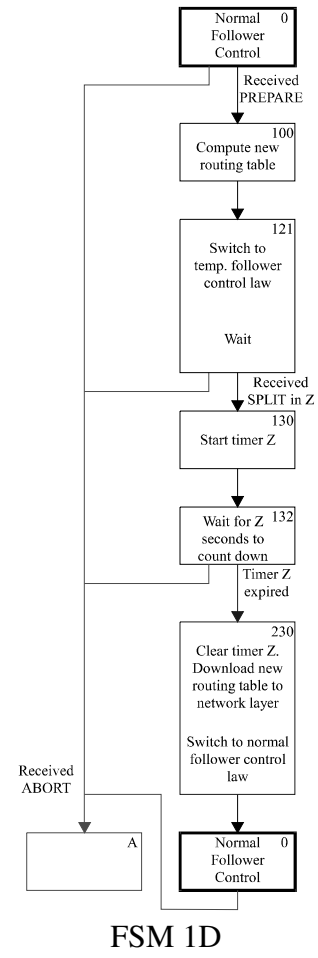 Normal 0
Follower
Control
Received
PREPARE
100
Compute new
routing table
121
Switch to
temp. follower
control law
Wait
Received
SPLIT in Z
130
Start timer Z
Wait for Z 132
seconds to
count down
Timer Z
expired
230
Clear timer Z.
Download new
routing table to
network layer
Switch to normal
follower control
law
Received
ABORT
A
Normal 0
Follower
Control
FSM 1D